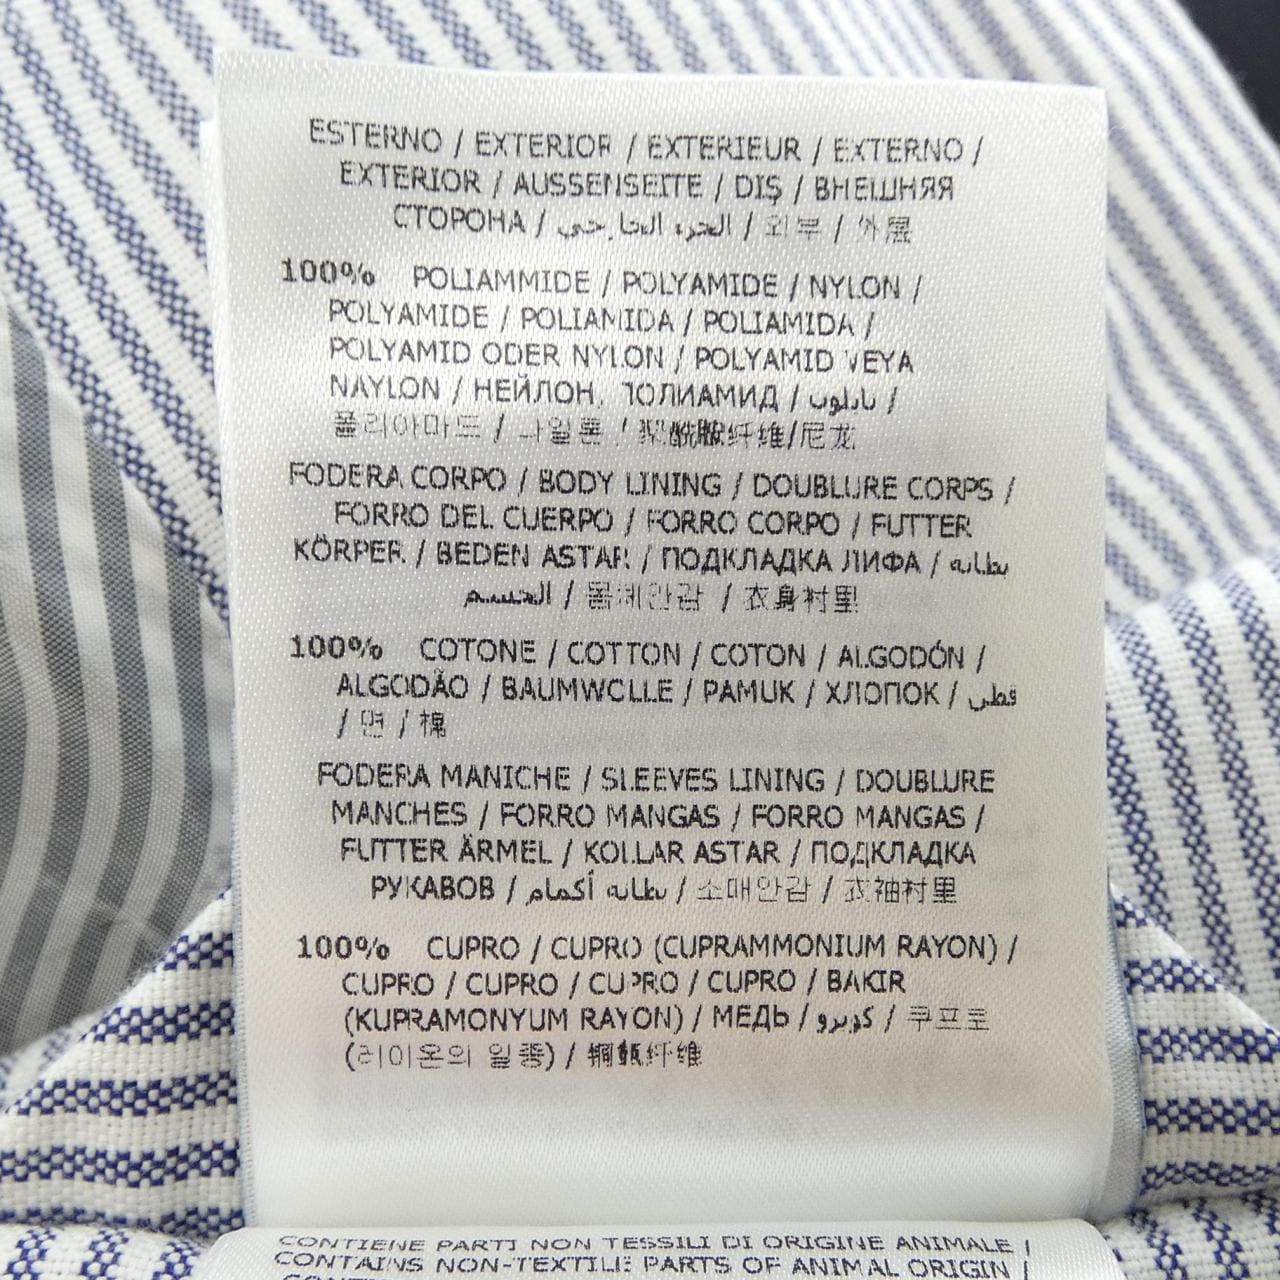 ESTERNO / EXTERIOR / EXTERIEUR / EXTERNO /
EXTERIOR / AUSSENSEITE / DIŞ / ВНЕШНЯЯ
СТОРОНА / الجزء الخارجي / 외부 / 外展
100% POLIAMMIDE / POLYAMIDE / NYLON /
POLYAMIDE / POLIAMIDA / POLIAMIDA /
POLYAMID ODER NYLON / POLYAMID VEYA
NAYLON / НЕЙЛОН, ПОЛИАМИД / نايلون /
폴리아마드 / 나일론 / 聚酰胺纤维/尼龙
FODERA CORPO / BODY LINING / DOUBLURE CORPS /
FORRO DEL CUERPO / FORRO CORPO / FUTTER
KÖRPER / BEDEN ASTAR / ПОДКЛАДКА ЛИФА / بطانه
الجسم / 몸체안감 / 衣身衬里
100% COTONE / COTTON / COTON / ALGODÓN /
ALGODÃO / BAUMWOLLE / PAMUK / ХЛОПОК / قطن
/ 면 / 棉
FODERA MANICHE / SLEEVES LINING / DOUBLURE
MANCHES / FORRO MANGAS / FORRO MANGAS /
FUTTER ÄRMEL / KOLLAR ASTAR / ПОДКЛАДКА
РУКАВОВ / بطانه أكمام / 소매안감 / 衣袖衬里
100% CUPRO / CUPRO (CUPRAMMONIUM RAYON) /
CUPRO / CUPRO / CUPRO / CUPRO / BAKIR
(KUPRAMONYUM RAYON) / МЕДЬ / كوبرو / 쿠프로
(레이온의 일종) / 铜氨纤维
CONTIENE PARTI NON TESSILI DI ORIGINE ANIMALE /
CONTAINS NON-TEXTILE PARTS OF ANIMAL ORIGIN /